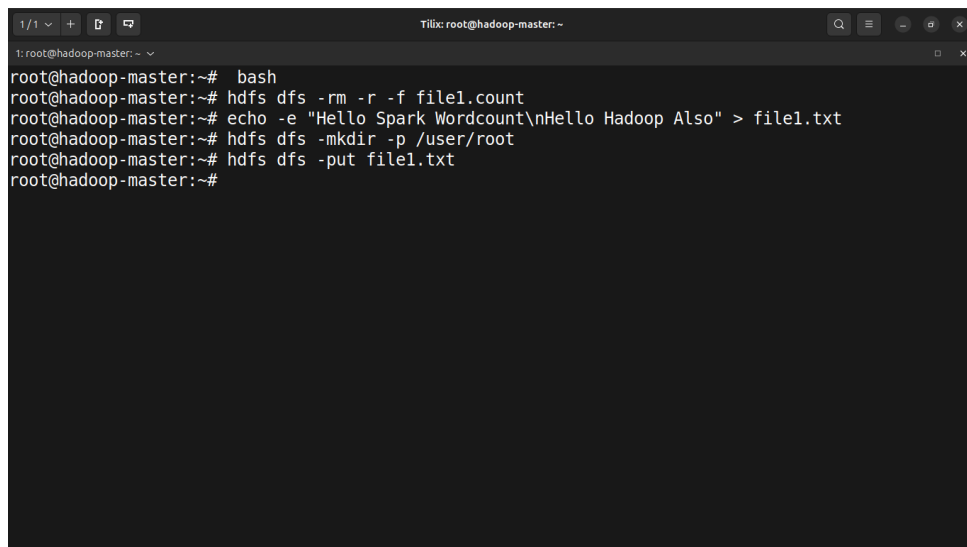 1 / 1
Tilix: root@hadoop-master: ~
1: root@hadoop-master: ~
root@hadoop-master:~#  bash
root@hadoop-master:~# hdfs dfs -rm -r -f file1.count
root@hadoop-master:~# echo -e "Hello Spark Wordcount\nHello Hadoop Also" > file1.txt
root@hadoop-master:~# hdfs dfs -mkdir -p /user/root
root@hadoop-master:~# hdfs dfs -put file1.txt
root@hadoop-master:~#